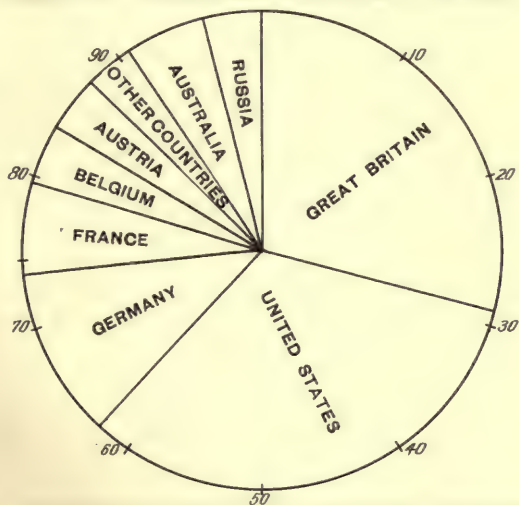 10
20
30
40
50
60
70
80
90
GREAT BRITAIN
UNITED STATES
GERMANY
FRANCE
BELGIUM
AUSTRIA
OTHER COUNTRIES
AUSTRALIA
RUSSIA